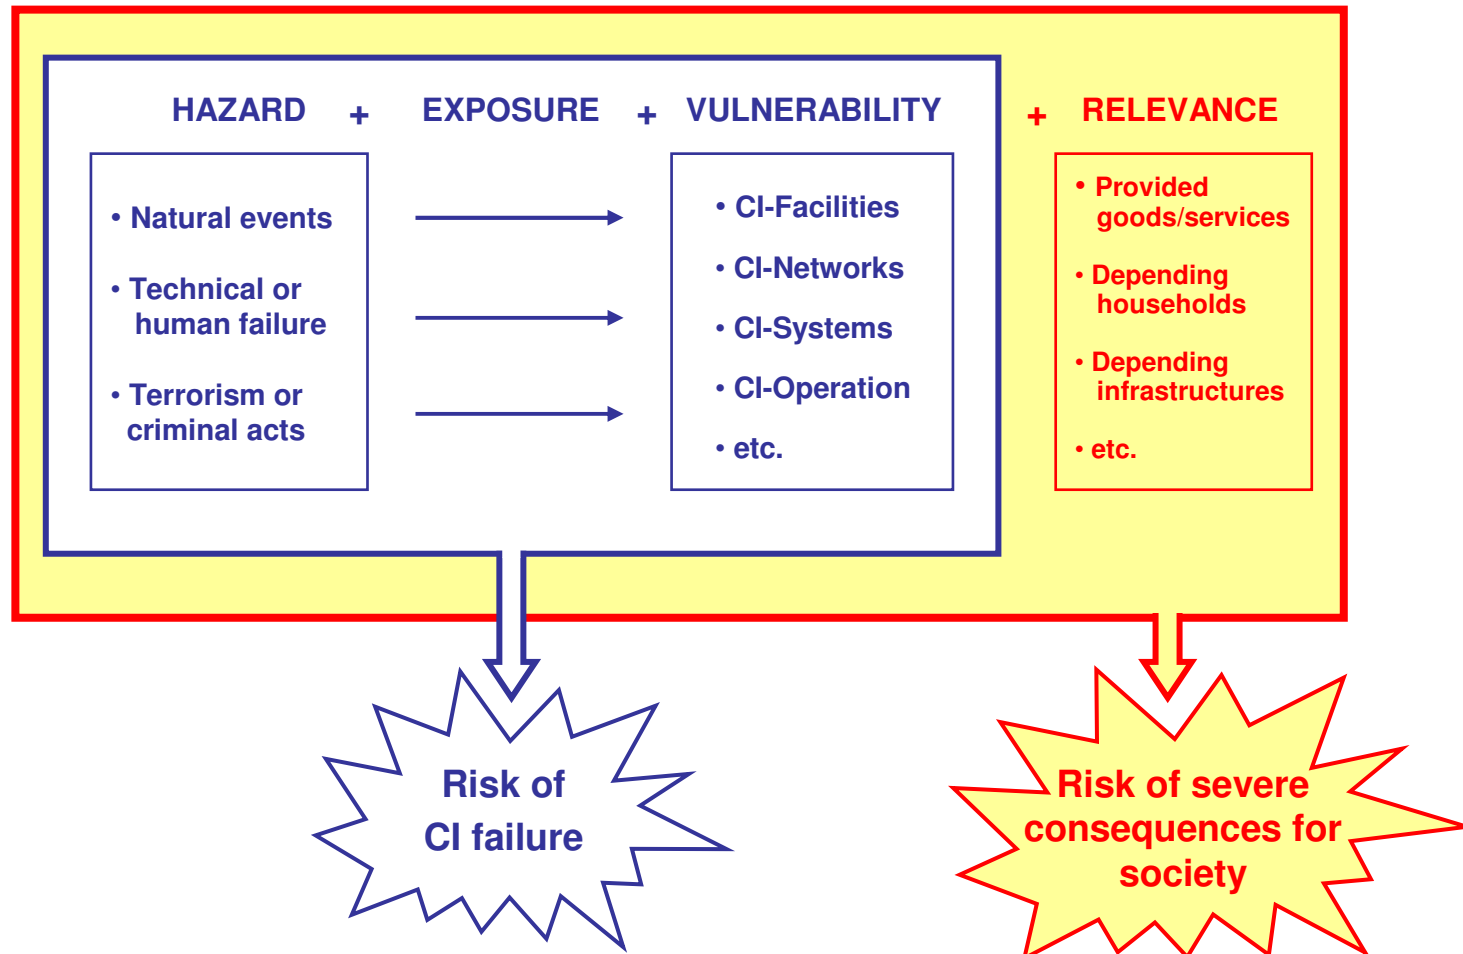 HAZARD + EXPOSURE + VULNERABILITY + RELEVANCE
• Natural events
• Technical or
human failure
• Terrorism or
criminal acts
• CI-Facilities
• CI-Networks
• CI-Systems
• CI-Operation
• etc.
• Provided
goods/services
• Depending
households
• Depending
infrastructures
• etc.
Risk of
CI failure
Risk of severe
consequences for
society